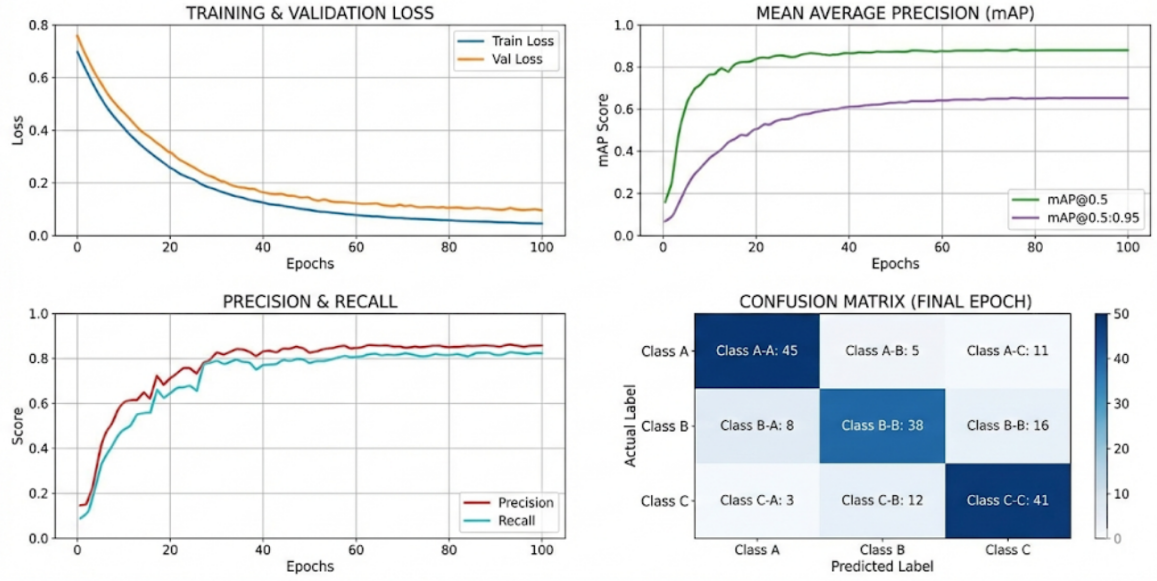 TRAINING & VALIDATION LOSS
0.8
0.6
0.4
0.2
0.0
Loss
Train Loss
Val Loss
0
20
40
60
80
100
Epochs
MEAN AVERAGE PRECISION (mAP)
1.0
0.8
0.6
0.4
0.2
0.0
mAP Score
mAP@0.5
mAP@0.5:0.95
0
20
40
60
80
100
Epochs
PRECISION & RECALL
1.0
0.8
0.6
0.4
0.2
0.0
Score
Precision
Recall
0
20
40
60
80
100
Epochs
CONFUSION MATRIX (FINAL EPOCH)
Actual Label
Class A
Class A-A: 45
Class A-B: 5
Class A-C: 11
Class B
Class B-A: 8
Class B-B: 38
Class B-B: 16
Class C
Class C-A: 3
Class C-B: 12
Class C-C: 41
Class A
Class B
Class C
Predicted Label
50
40
30
20
10
0